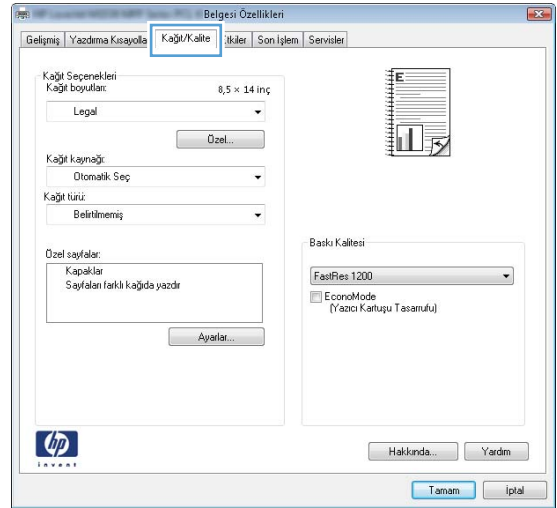 Belgesi Özellikleri
Gelişmiş Yazdırma Kısayolla Kağıt/Kalite tkiler Son İşlem Servisler
Kağıt Seçenekleri
Kağıt boyutları: 8,5 × 14 inç
Legal
Özel...
Kağıt kaynağı:
Otomatik Seç
Kağıt türü:
Belirtilmemiş
Özel sayfalar:
Kapaklar
Sayfaları farklı kağıda yazdır
Ayarlar...
E
Baskı Kalitesi
FastRes 1200
EconoMode
(Yazıcı Kartuşu Tasarrufu)
hp
invent
Hakkında... Yardım
Tamam İptal